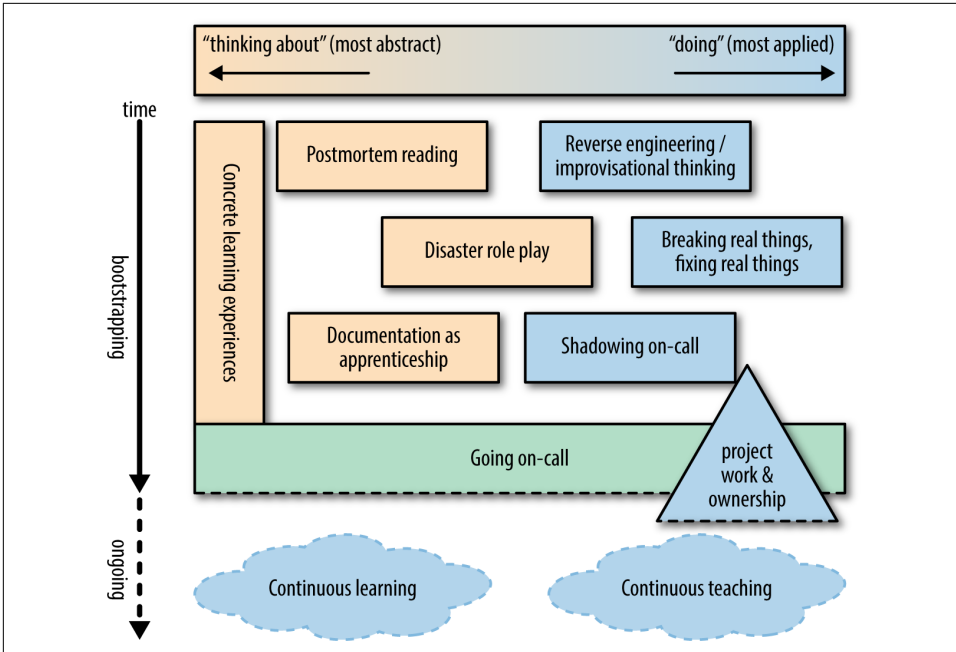 “thinking about” (most abstract)
“doing” (most applied)
time
Postmortem reading
Reverse engineering /
improvisational thinking
Concrete learning experiences
Disaster role play
Breaking real things,
fixing real things
bootstrapping
Documentation as
apprenticeship
Shadowing on-call
Going on-call
project
work &
ownership
ongoing
Continuous learning
Continuous teaching